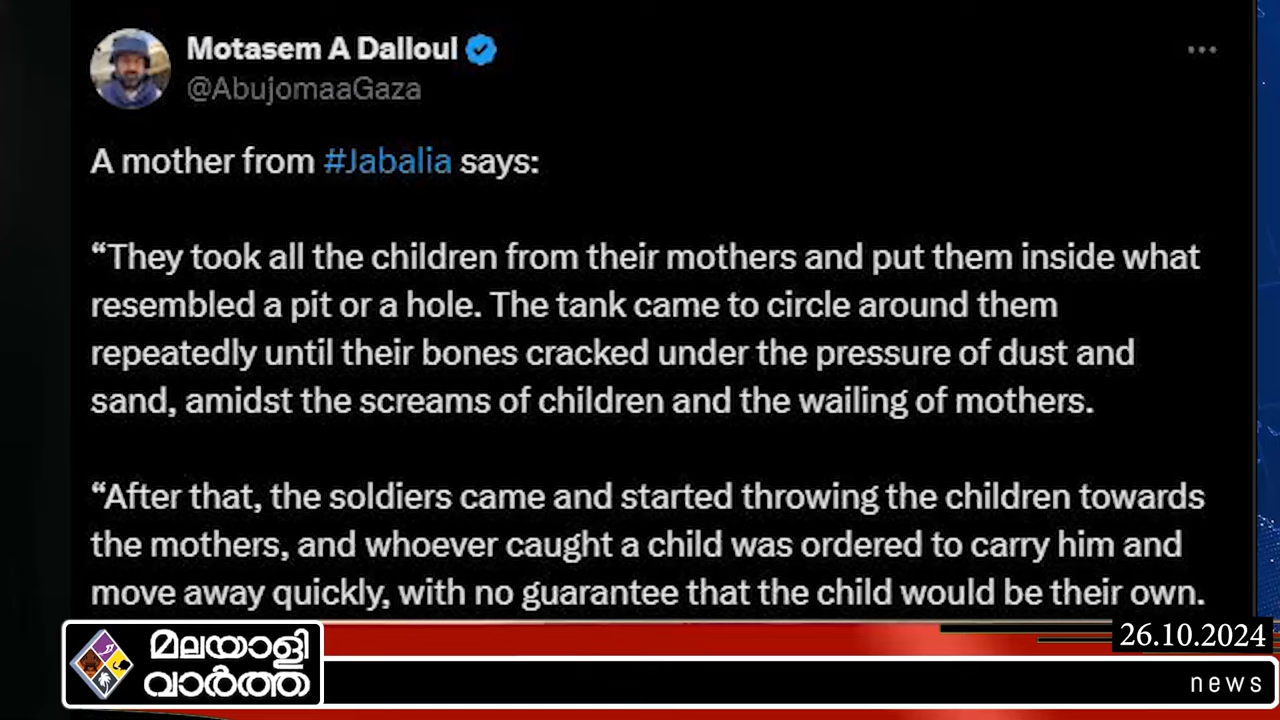 Motasem A Dalloul
@AbujomaaGaza
A mother from #Jabalia says:
“They took all the children from their mothers and put them inside what
resembled a pit or a hole. The tank came to circle around them
repeatedly until their bones cracked under the pressure of dust and
sand, amidst the screams of children and the wailing of mothers.
“After that, the soldiers came and started throwing the children towards
the mothers, and whoever caught a child was ordered to carry him and
move away quickly, with no guarantee that the child would be their own.
26.10.2024
മലയാളി
വാർത്ത
news